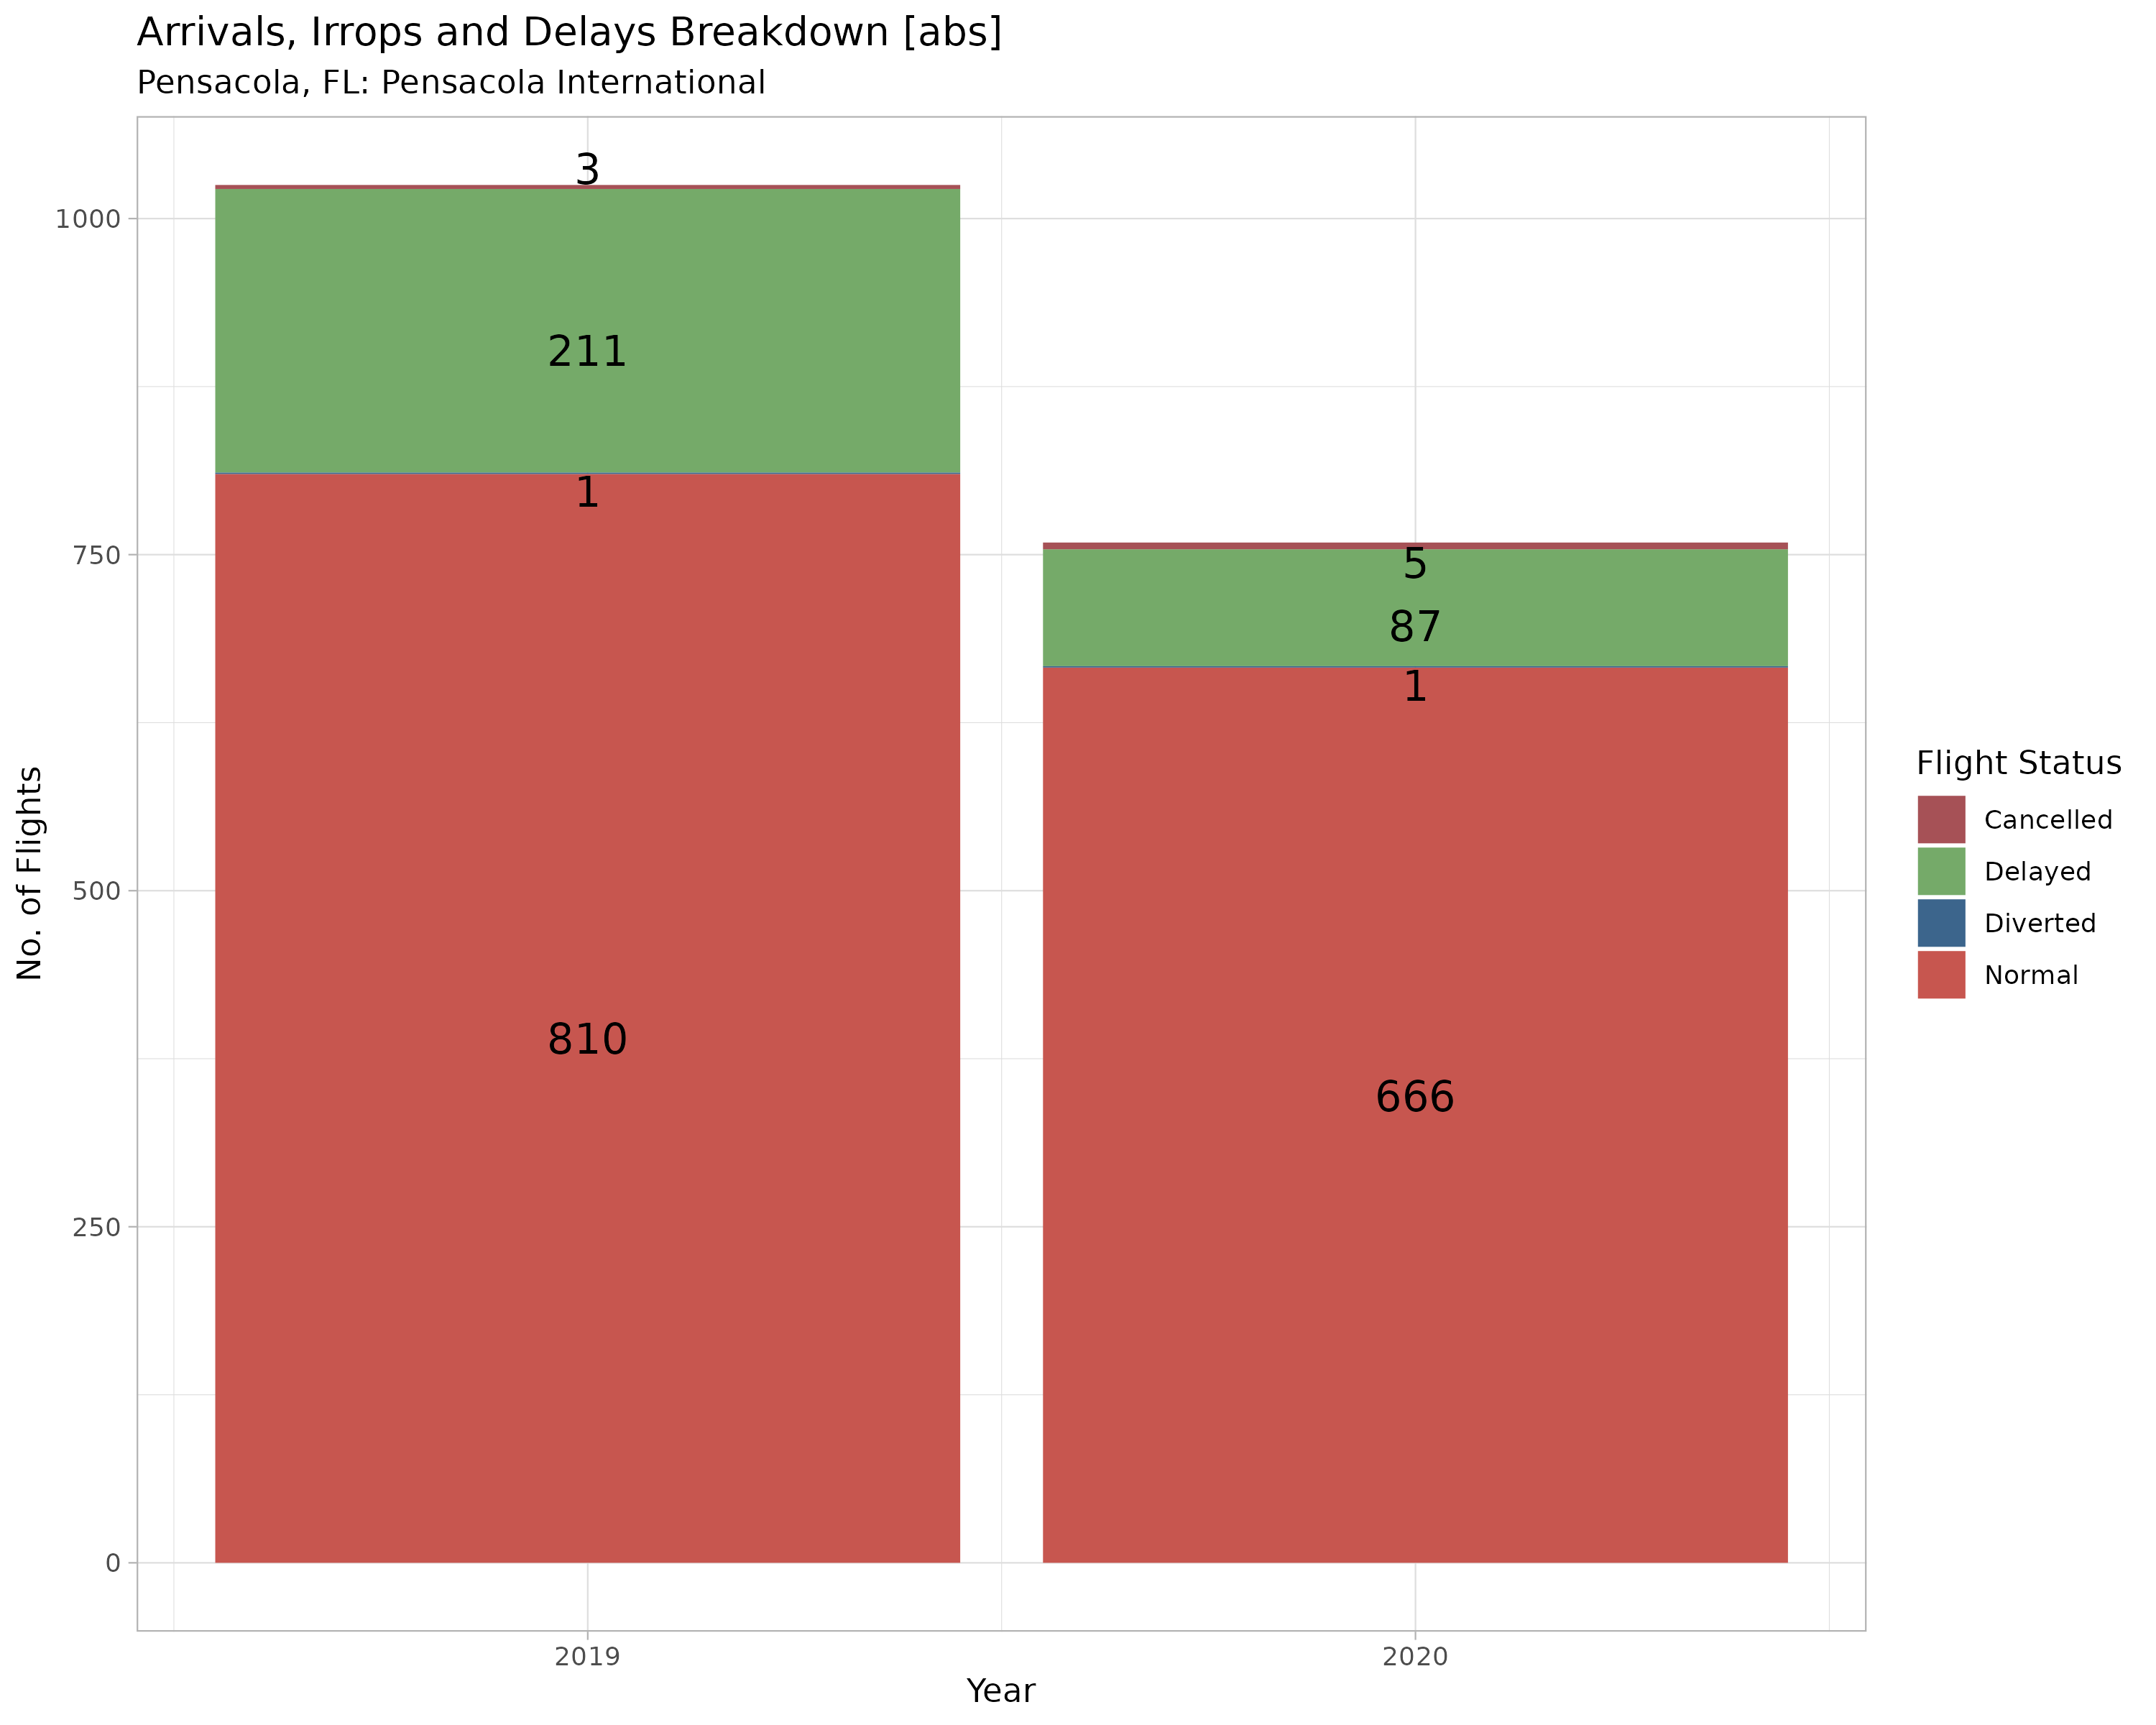 Arrivals, Irrops and Delays Breakdown [abs]
Pensacola, FL: Pensacola International
No. of Flights
1000
750
500
250
0
3
211
1
810
5
87
1
666
2019
2020
Year
Flight Status
Cancelled
Delayed
Diverted
Normal